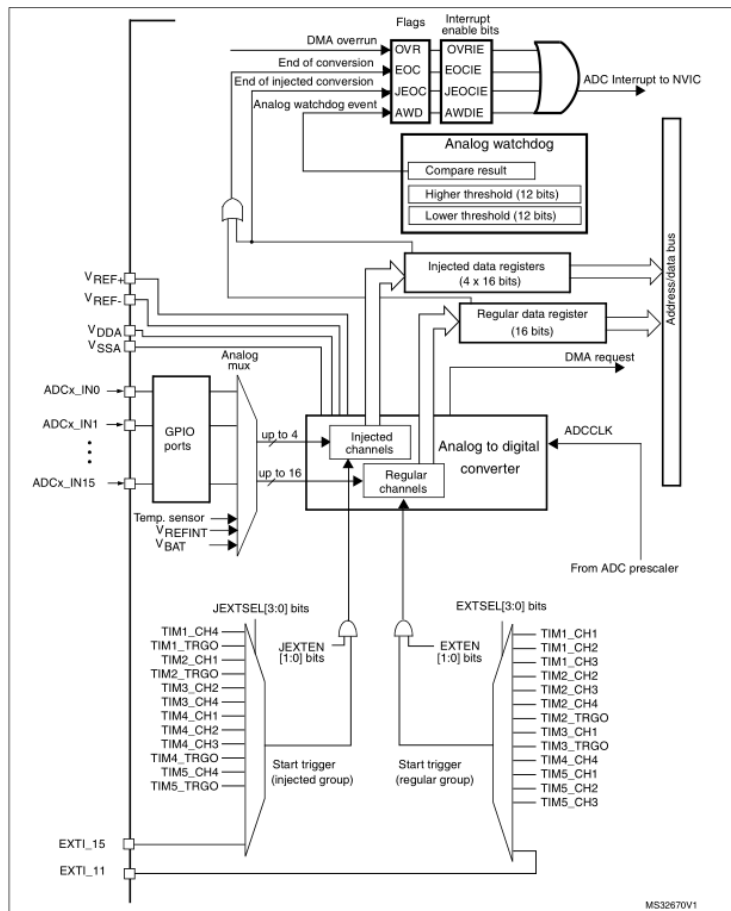 Flags
Interrupt
enable bits
DMA overrun
OVR
OVRIE
End of conversion
EOC
EOCIE
End of injected conversion
JEOC
JEOCIE
Analog watchdog event
AWD
AWDIE
ADC Interrupt to NVIC
Analog watchdog
Compare result
Higher threshold (12 bits)
Lower threshold (12 bits)
Address/data bus
Injected data registers
(4 x 16 bits)
Regular data register
(16 bits)
VREF+
VREF-
VDDA
VSSA
Analog
mux
DMA request
ADCx_IN0
ADCx_IN1
ADCx_IN15
GPIO
ports
up to 4
up to 16
Injected
channels
Regular
channels
Analog to digital
converter
ADCCLK
Temp. sensor
VREFINT
VBAT
From ADC prescaler
JEXTSEL[3:0] bits
EXTSEL[3:0] bits
JEXTEN
[1:0] bits
EXTEN
[1:0] bits
TIM1_CH4
TIM1_TRGO
TIM2_CH1
TIM2_TRGO
TIM3_CH2
TIM3_CH4
TIM4_CH1
TIM4_CH2
TIM4_CH3
TIM4_TRGO
TIM5_CH4
TIM5_TRGO
Start trigger
(injected group)
Start trigger
(regular group)
TIM1_CH1
TIM1_CH2
TIM1_CH3
TIM2_CH2
TIM2_CH3
TIM2_CH4
TIM2_TRGO
TIM3_CH1
TIM3_TRGO
TIM4_CH4
TIM5_CH1
TIM5_CH2
TIM5_CH3
EXTI_15
EXTI_11
MS32670V1